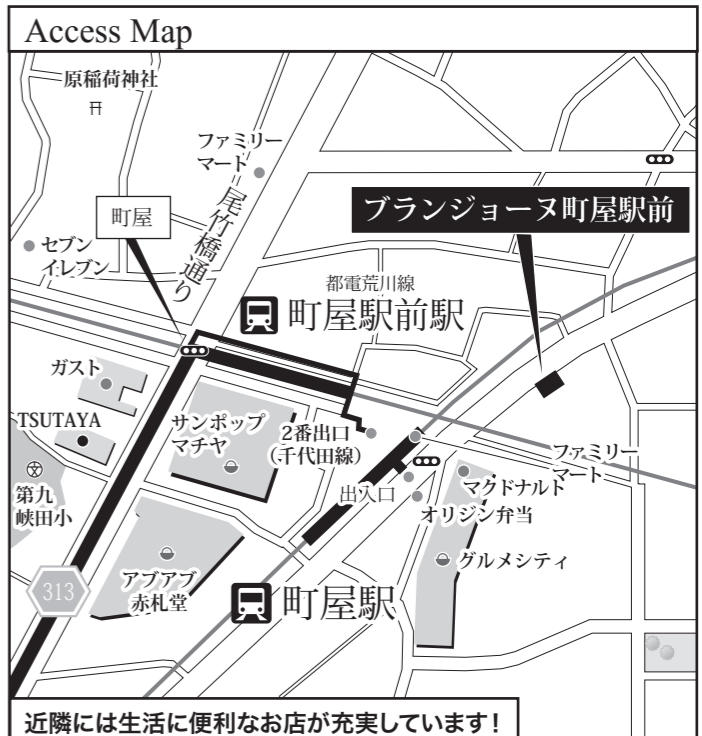 Access Map
原稲荷神社
ファミリー
マート
尾竹橋通り
町屋
ブランジョーヌ町屋駅前
セブン
イレブン
都電荒川線
町屋駅前駅
ガスト
TSUTAYA
サンポップ
マチヤ
2番出口
(千代田線)
ファミリー
マート
第九
峡田小
出入口
マクドナルド
オリジン弁当
グルメシティ
313
アブアブ
赤札堂
町屋駅
近隣には生活に便利なお店が充実しています!